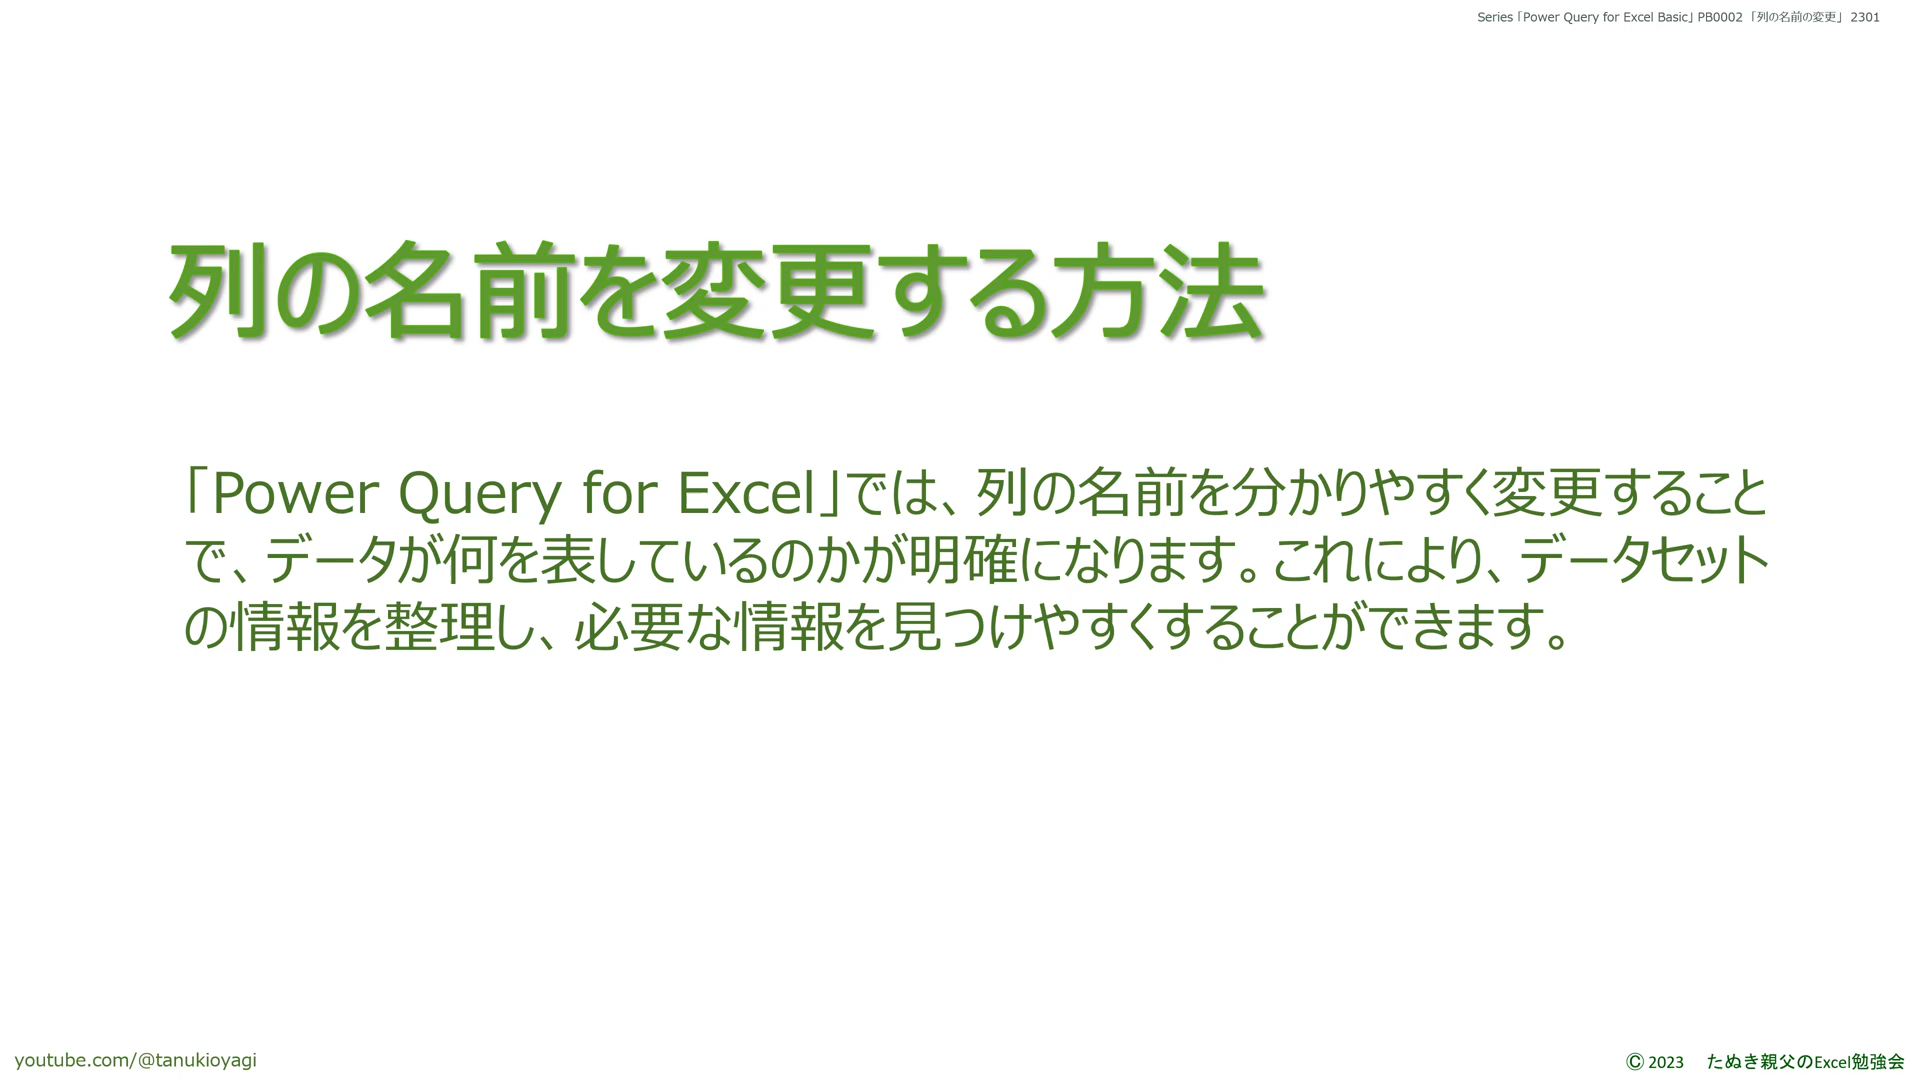 Series「Power Query for Excel Basic」 PB0002「列の名前の変更」 2301
列の名前を変更する方法
「Power Query for Excel」では、列の名前を分かりやすく変更すること
で、データが何を表しているのかが明確になります。これにより、データセット
の情報を整理し、必要な情報を見つけやすくすることができます。
youtube.com/@tanukioyagi
Ⓒ 2023 たぬき親父のExcel勉強会